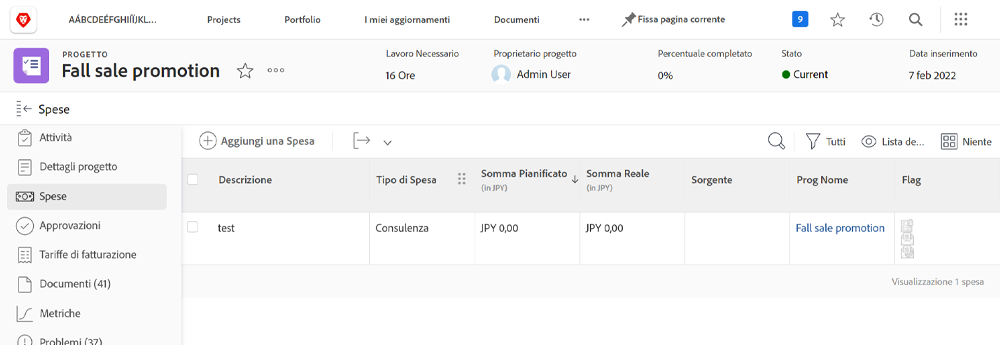 AÁBCDEÉFGHIÍÏJKL... Projects Portfolio I miei aggiornamenti Documenti ••• Fissa pagina corrente 9
PROGETTO
Fall sale promotion
Lavoro Necessario
16 Ore
Proprietario progetto
Admin User
Percentuale completato
0%
Stato
Current
Data inserimento
7 feb 2022
Spese
Attività
Dettagli progetto
Spese
Approvazioni
Tariffe di fatturazione
Documenti (41)
Metriche
Problemi (37)
Aggiungi una Spesa Tutti Lista de... Niente
Descrizione Tipo di Spesa Somma Pianificato (in JPY) Somma Reale (in JPY) Sorgente Prog Nome Flag
test Consulenza JPY 0,00 JPY 0,00 Fall sale promotion
Visualizzazione 1 spesa